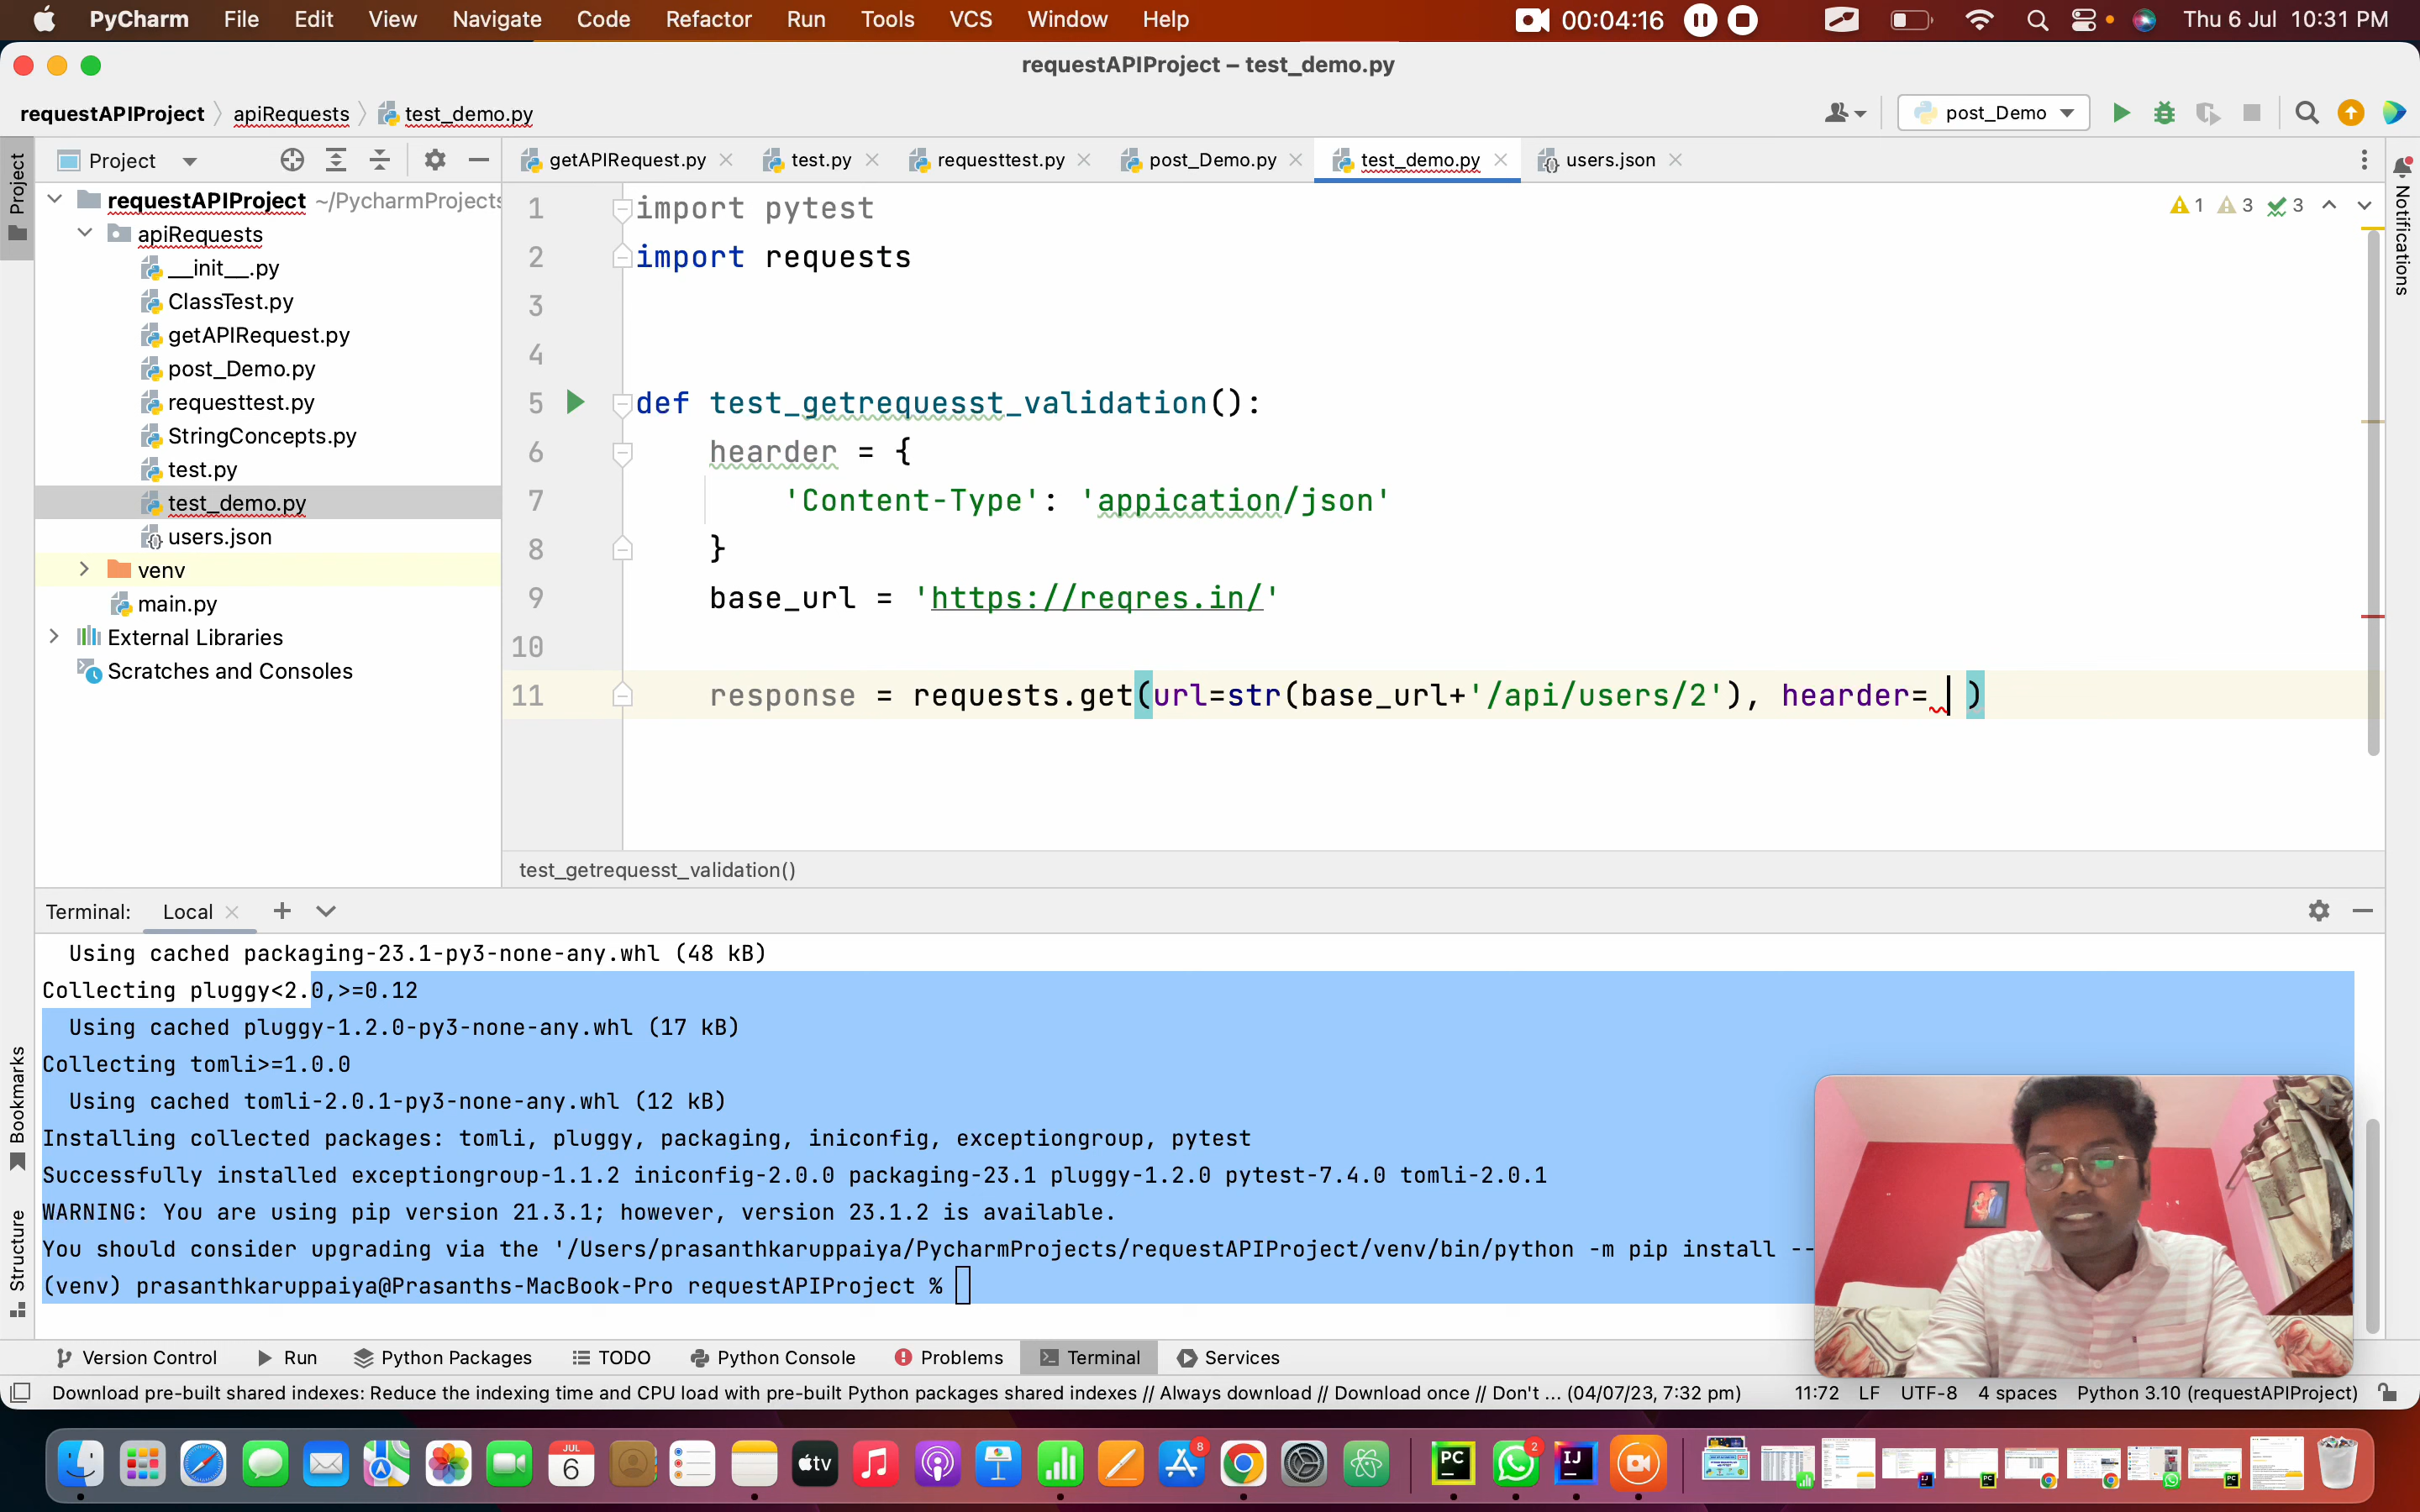 PyCharm File Edit View Navigate Code Refactor Run Tools VCS Window Help 00:04:16 Thu 6 Jul 10:31 PM
requestAPIProject – test_demo.py
requestAPIProject apiRequests test_demo.py post_Demo
Project getAPIRequest.py test.py requesttest.py post_Demo.py test_demo.py users.json
Project
Notifications
requestAPIProject ~/PycharmProjects
apiRequests
__init__.py
ClassTest.py
getAPIRequest.py
post_Demo.py
requesttest.py
StringConcepts.py
test.py
test_demo.py
users.json
venv
main.py
External Libraries
Scratches and Consoles
1 3 3
1 import pytest
2 import requests
3
4
5 def test_getrequesst_validation():
6 hearder = {
7 'Content-Type': 'appication/json'
8 }
9 base_url = 'https://reqres.in/'
10
11 response = requests.get(url=str(base_url+'/api/users/2'), hearder= )
test_getrequesst_validation()
Terminal: Local
Using cached packaging-23.1-py3-none-any.whl (48 kB)
Collecting pluggy<2.0,>=0.12
Using cached pluggy-1.2.0-py3-none-any.whl (17 kB)
Collecting tomli>=1.0.0
Using cached tomli-2.0.1-py3-none-any.whl (12 kB)
Installing collected packages: tomli, pluggy, packaging, iniconfig, exceptiongroup, pytest
Successfully installed exceptiongroup-1.1.2 iniconfig-2.0.0 packaging-23.1 pluggy-1.2.0 pytest-7.4.0 tomli-2.0.1
WARNING: You are using pip version 21.3.1; however, version 23.1.2 is available.
You should consider upgrading via the '/Users/prasanthkaruppaiya/PycharmProjects/requestAPIProject/venv/bin/python -m pip install --
(venv) prasanthkaruppaiya@Prasanths-MacBook-Pro requestAPIProject %
Bookmarks
Structure
Version Control Run Python Packages TODO Python Console Problems Terminal Services
Download pre-built shared indexes: Reduce the indexing time and CPU load with pre-built Python packages shared indexes // Always download // Download once // Don't ... (04/07/23, 7:32 pm) 11:72 LF UTF-8 4 spaces Python 3.10 (requestAPIProject)
JUL
6
tv
8
PC
2
IJ